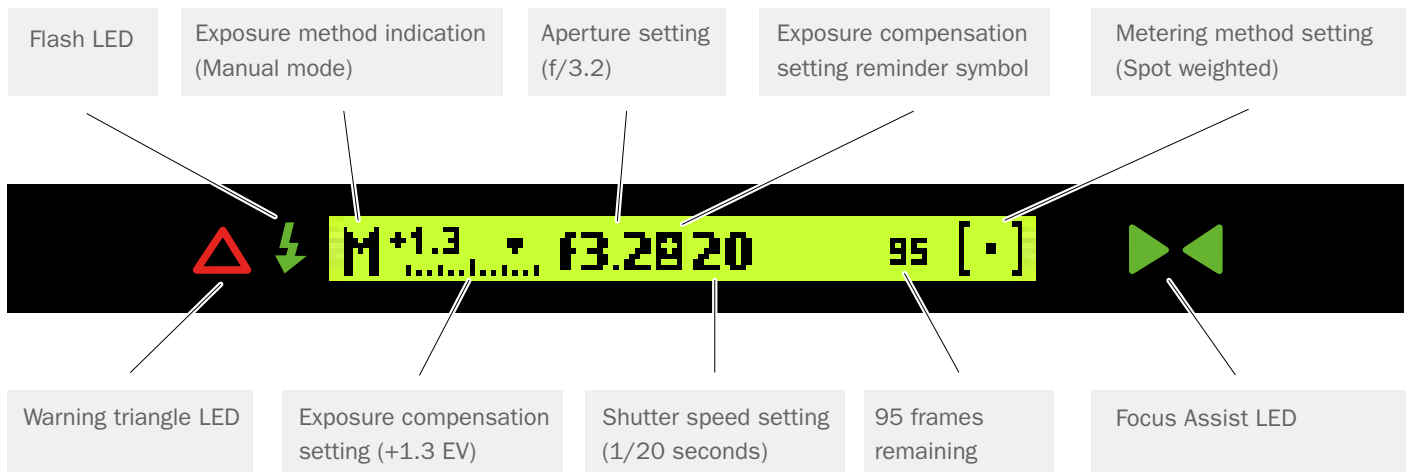 Flash LED
Exposure method indication
(Manual mode)
Aperture setting
(f/3.2)
Exposure compensation
setting reminder symbol
Metering method setting
(Spot weighted)
M +1.3 f3.2 20 95 [ ▪ ]
Warning triangle LED
Exposure compensation
setting (+1.3 EV)
Shutter speed setting
(1/20 seconds)
95 frames
remaining
Focus Assist LED